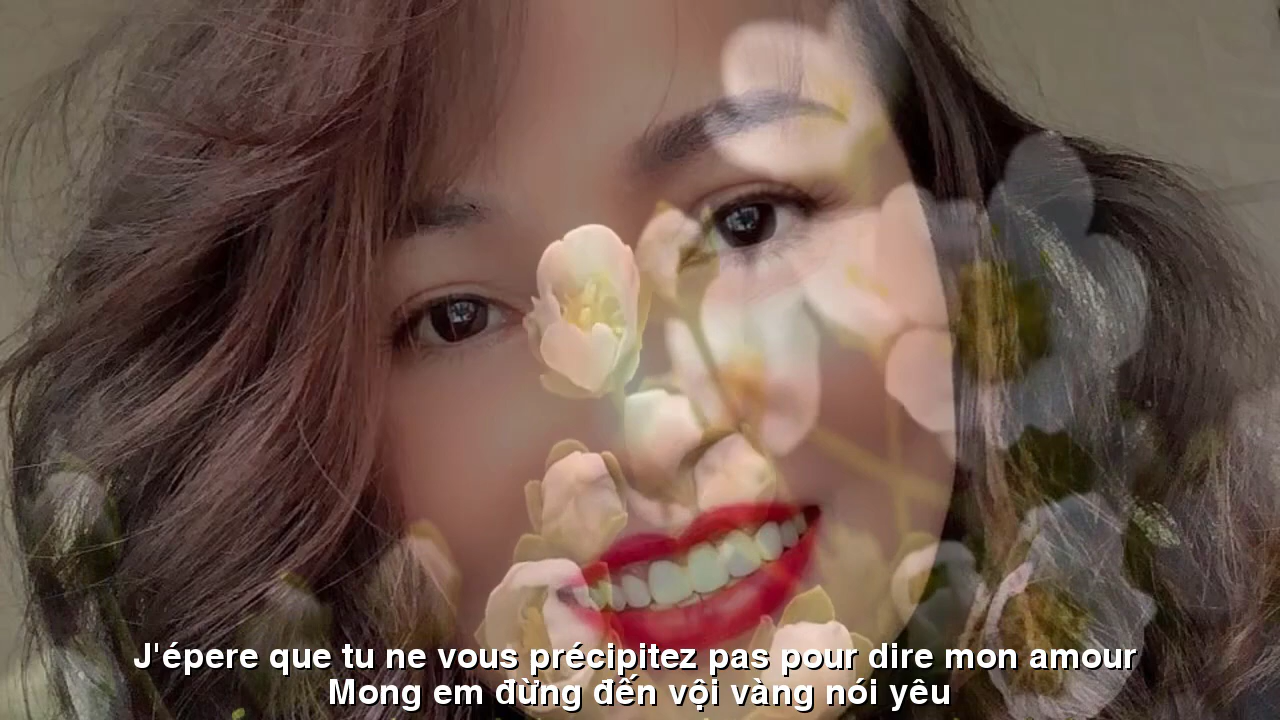 J'épere que tu ne vous précipitez pas pour dire mon amour
Mong em đừng đến vội vàng nói yêu